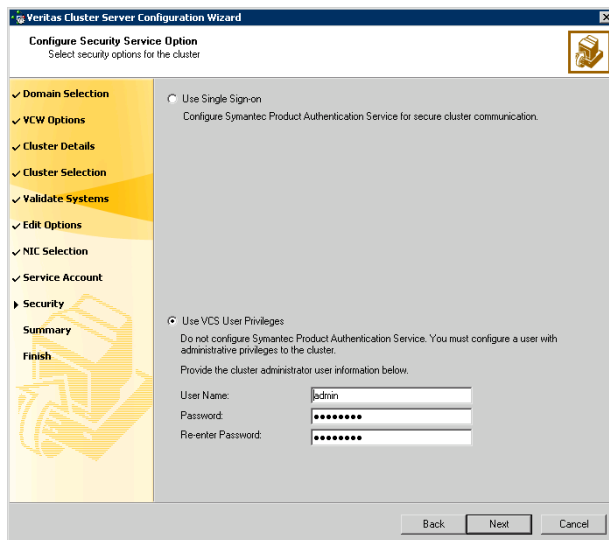 Veritas Cluster Server Configuration Wizard
Configure Security Service Option
Select security options for the cluster
Domain Selection
VCW Options
Cluster Details
Cluster Selection
Validate Systems
Edit Options
NIC Selection
Service Account
Security
Summary
Finish
Use Single Sign-on
Configure Symantec Product Authentication Service for secure cluster communication.
Use VCS User Privileges
Do not configure Symantec Product Authentication Service. You must configure a user with
administrative privileges to the cluster.
Provide the cluster administrator user information below.
User Name: admin
Password: ●●●●●●●●
Re-enter Password: ●●●●●●●●
Back Next Cancel